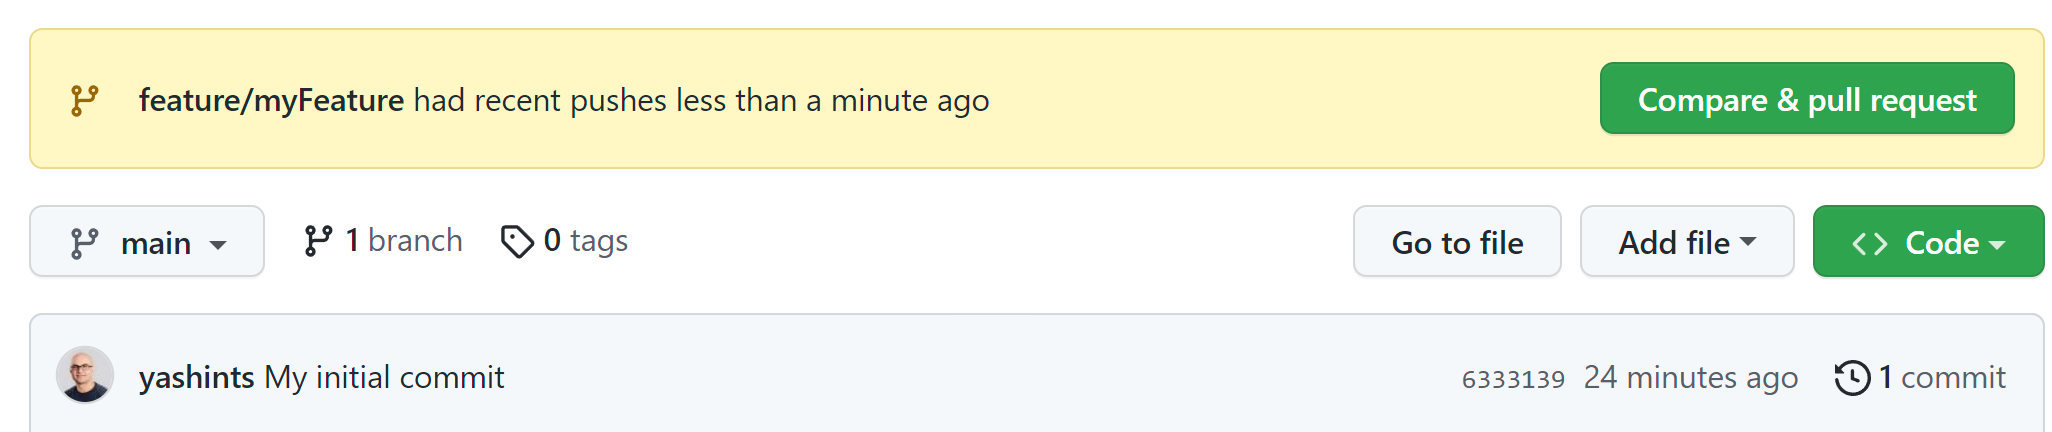 feature/myFeature had recent pushes less than a minute ago Compare & pull request
main 1 branch 0 tags Go to file Add file Code
yashints My initial commit 6333139 24 minutes ago 1 commit